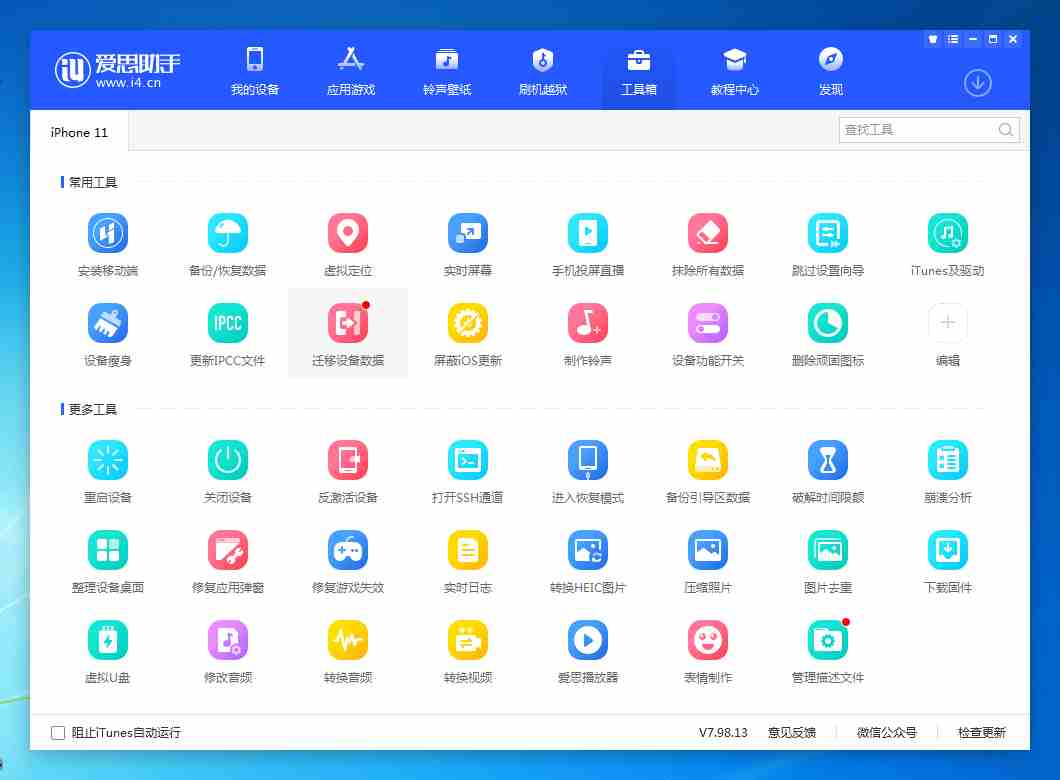 爱思助手
www.i4.cn
我的设备 应用游戏 铃声壁纸 刷机越狱 工具箱 教程中心 发现
iPhone 11
查找工具
常用工具
安装移动端 备份/恢复数据 虚拟定位 实时屏幕 手机投屏直播 抹除所有数据 跳过设置向导 iTunes及驱动
IPCC
设备瘦身 更新IPCC文件 迁移设备数据 屏蔽iOS更新 制作铃声 设备功能开关 删除顽固图标 编辑
更多工具
重启设备 关闭设备 反激活设备 打开SSH通道 进入恢复模式 备份引导区数据 破解时间限额 崩溃分析
整理设备桌面 修复应用弹窗 修复游戏失效 实时日志 转换HEIC图片 压缩照片 图片去重 下载固件
虚拟U盘 修改音频 转换音频 转换视频 爱思播放器 表情制作 管理描述文件
阻止iTunes自动运行 V7.98.13 意见反馈 微信公众号 检查更新